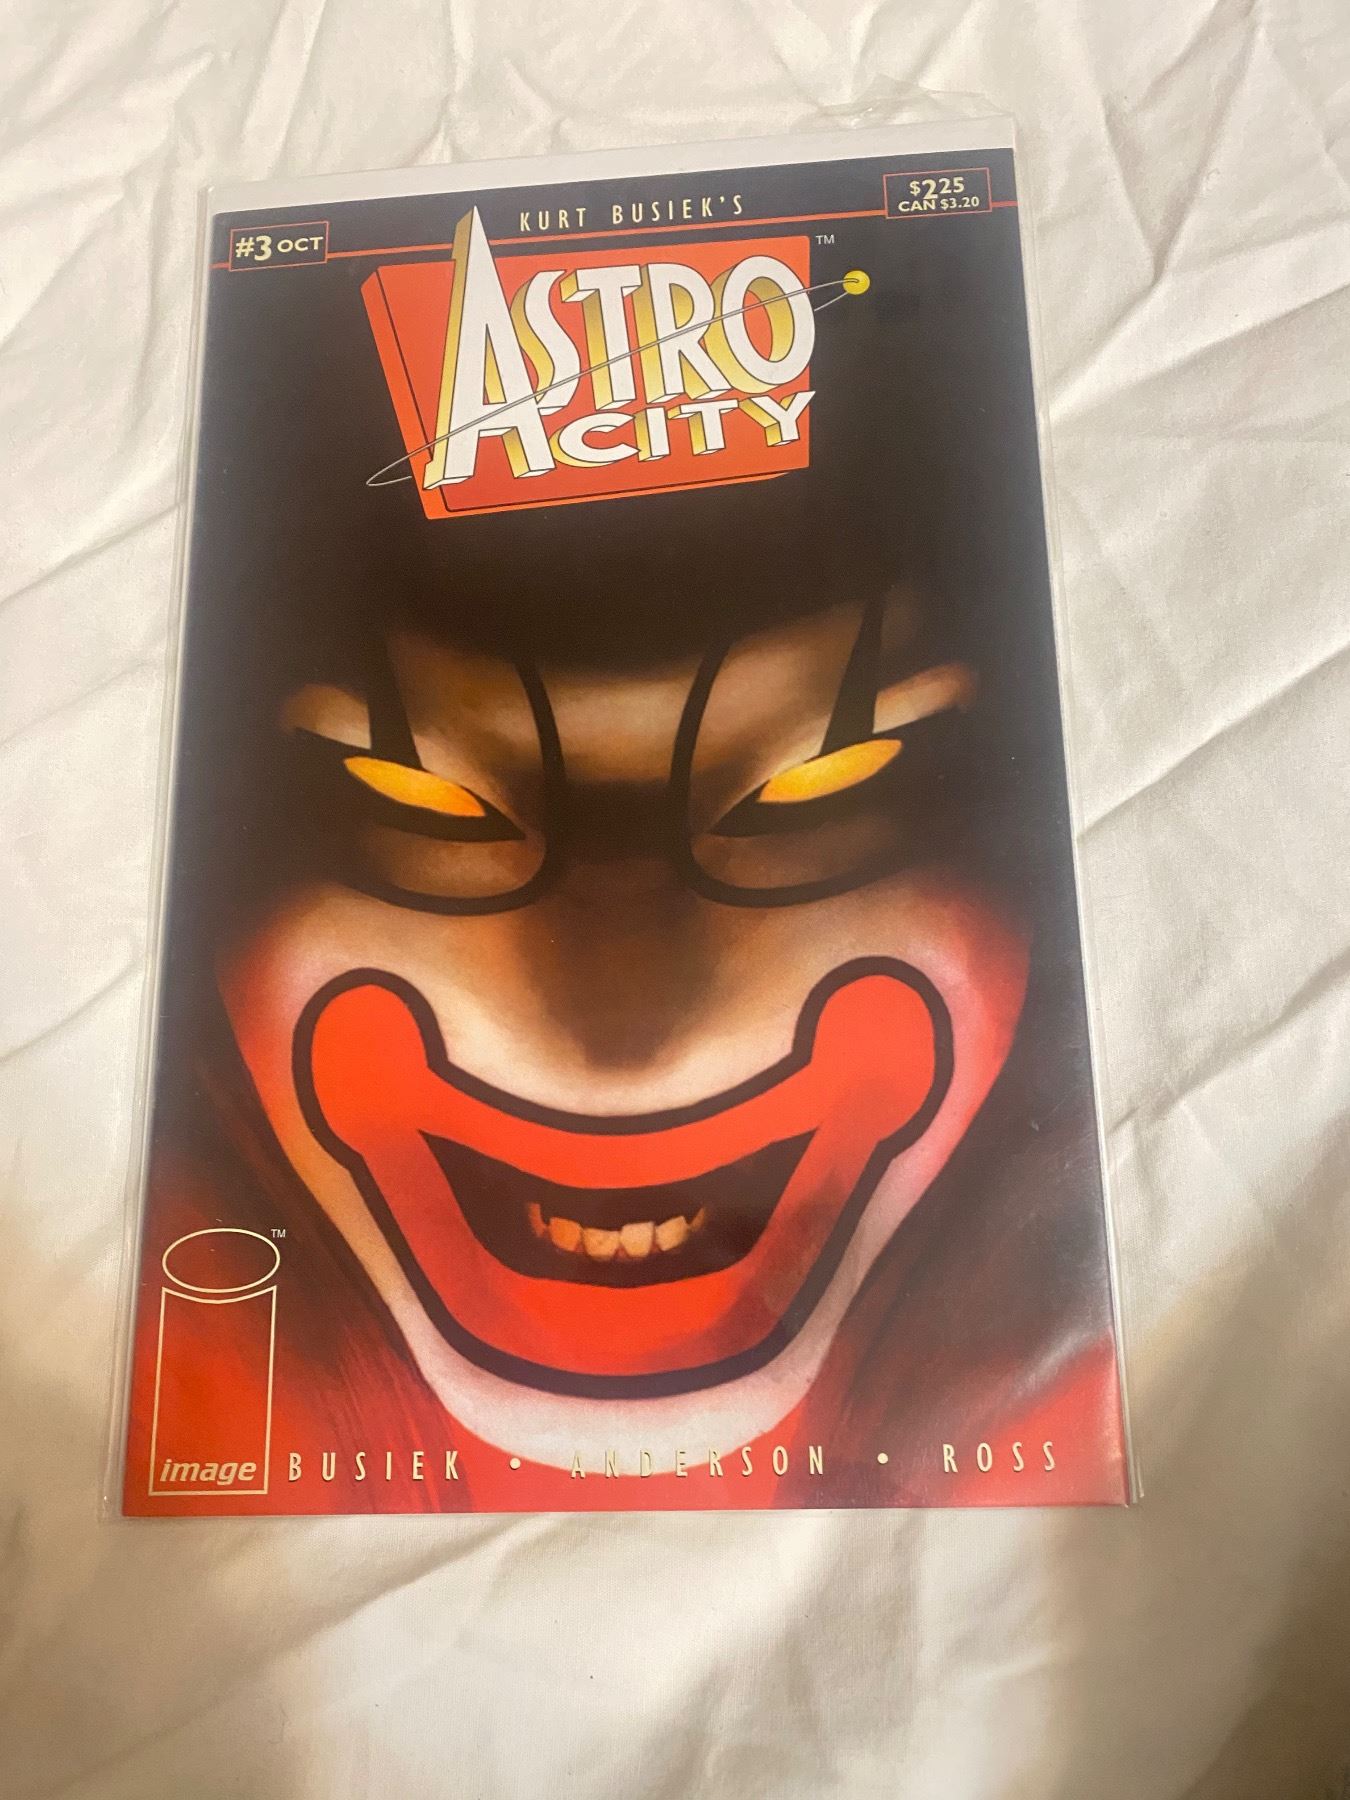 KURT BUSIEK'S
$2.25
CAN $3.20
#3 OCT
ASTRO
CITY
TM
TM
image
BUSIEK • ANDERSON • ROSS